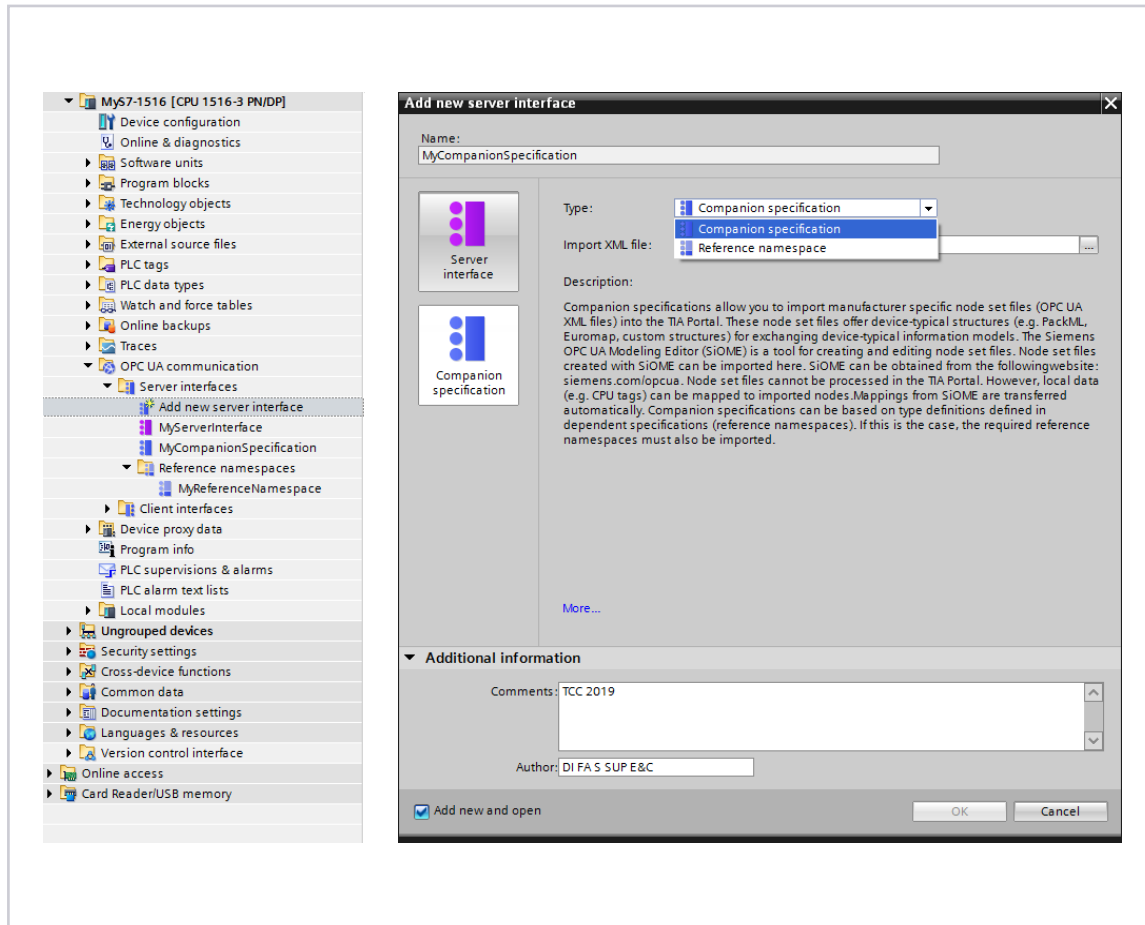 MyS7-1516 [CPU 1516-3 PN/DP]
Device configuration
Online & diagnostics
Software units
Program blocks
Technology objects
Energy objects
External source files
PLC tags
PLC data types
Watch and force tables
Online backups
Traces
OPC UA communication
Server interfaces
Add new server interface
MyServerInterface
MyCompanionSpecification
Reference namespaces
MyReferenceNamespace
Client interfaces
Device proxy data
Program info
PLC supervisions & alarms
PLC alarm text lists
Local modules
Ungrouped devices
Security settings
Cross-device functions
Common data
Documentation settings
Languages & resources
Version control interface
Online access
Card Reader/USB memory
Add new server interface
Name:
MyCompanionSpecification
Server
interface
Companion
specification
Type:
Companion specification
Companion specification
Reference namespace
Import XML file:
...
Description:
Companion specifications allow you to import manufacturer specific node set files (OPC UA
XML files) into the TIA Portal. These node set files offer device-typical structures (e.g. PackML,
Euromap, custom structures) for exchanging device-typical information models. The Siemens
OPC UA Modeling Editor (SiOME) is a tool for creating and editing node set files. Node set files
created with SiOME can be imported here. SiOME can be obtained from the followingwebsite:
siemens.com/opcua. Node set files cannot be processed in the TIA Portal. However, local data
(e.g. CPU tags) can be mapped to imported nodes.Mappings from SiOME are transferred
automatically. Companion specifications can be based on type definitions defined in
dependent specifications (reference namespaces). If this is the case, the required reference
namespaces must also be imported.
More...
Additional information
Comments:
TCC 2019
Author:
DI FA S SUP E&C
Add new and open
OK
Cancel